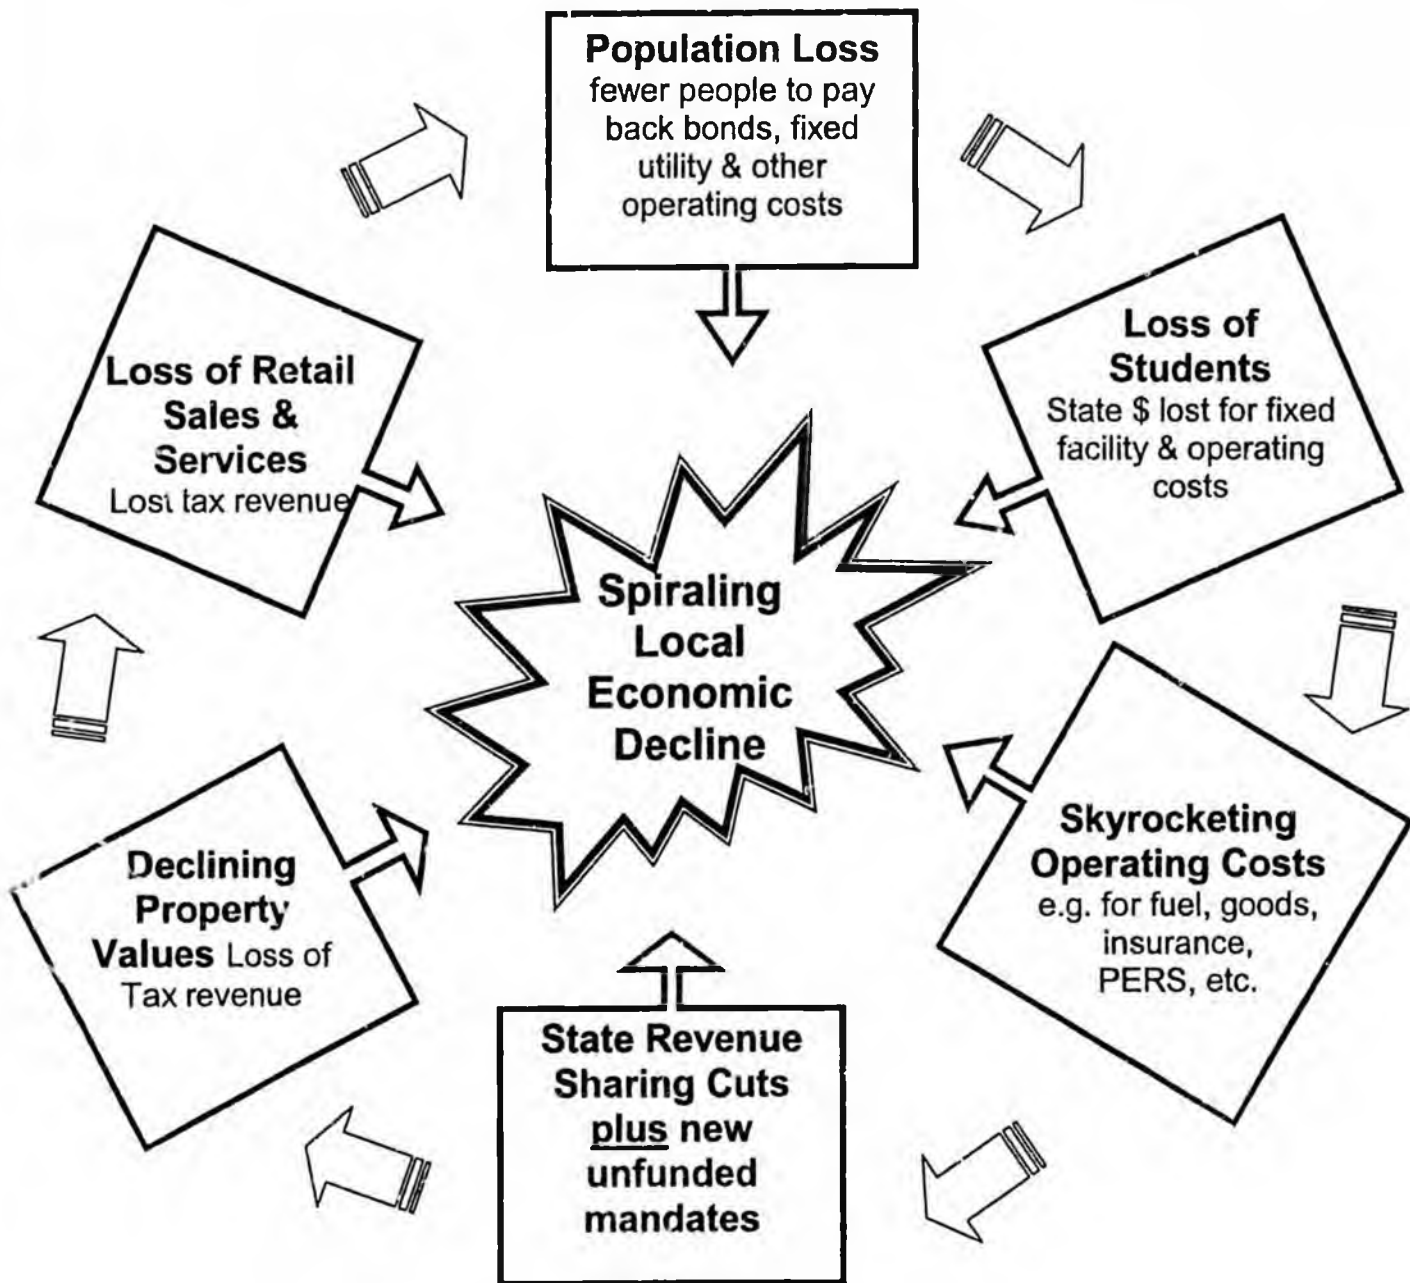 Population Loss
fewer people to pay
back bonds, fixed
utility & other
operating costs
Loss of
Students
State $ lost for fixed
facility & operating
costs
Skyrocketing
Operating Costs
e.g. for fuel, goods,
insurance,
PERS, etc.
State Revenue
Sharing Cuts
plus new
unfunded
mandates
Declining
Property
Values Loss of
Tax revenue
Loss of Retail
Sales &
Services
Lost tax revenue
Spiraling
Local
Economic
Decline